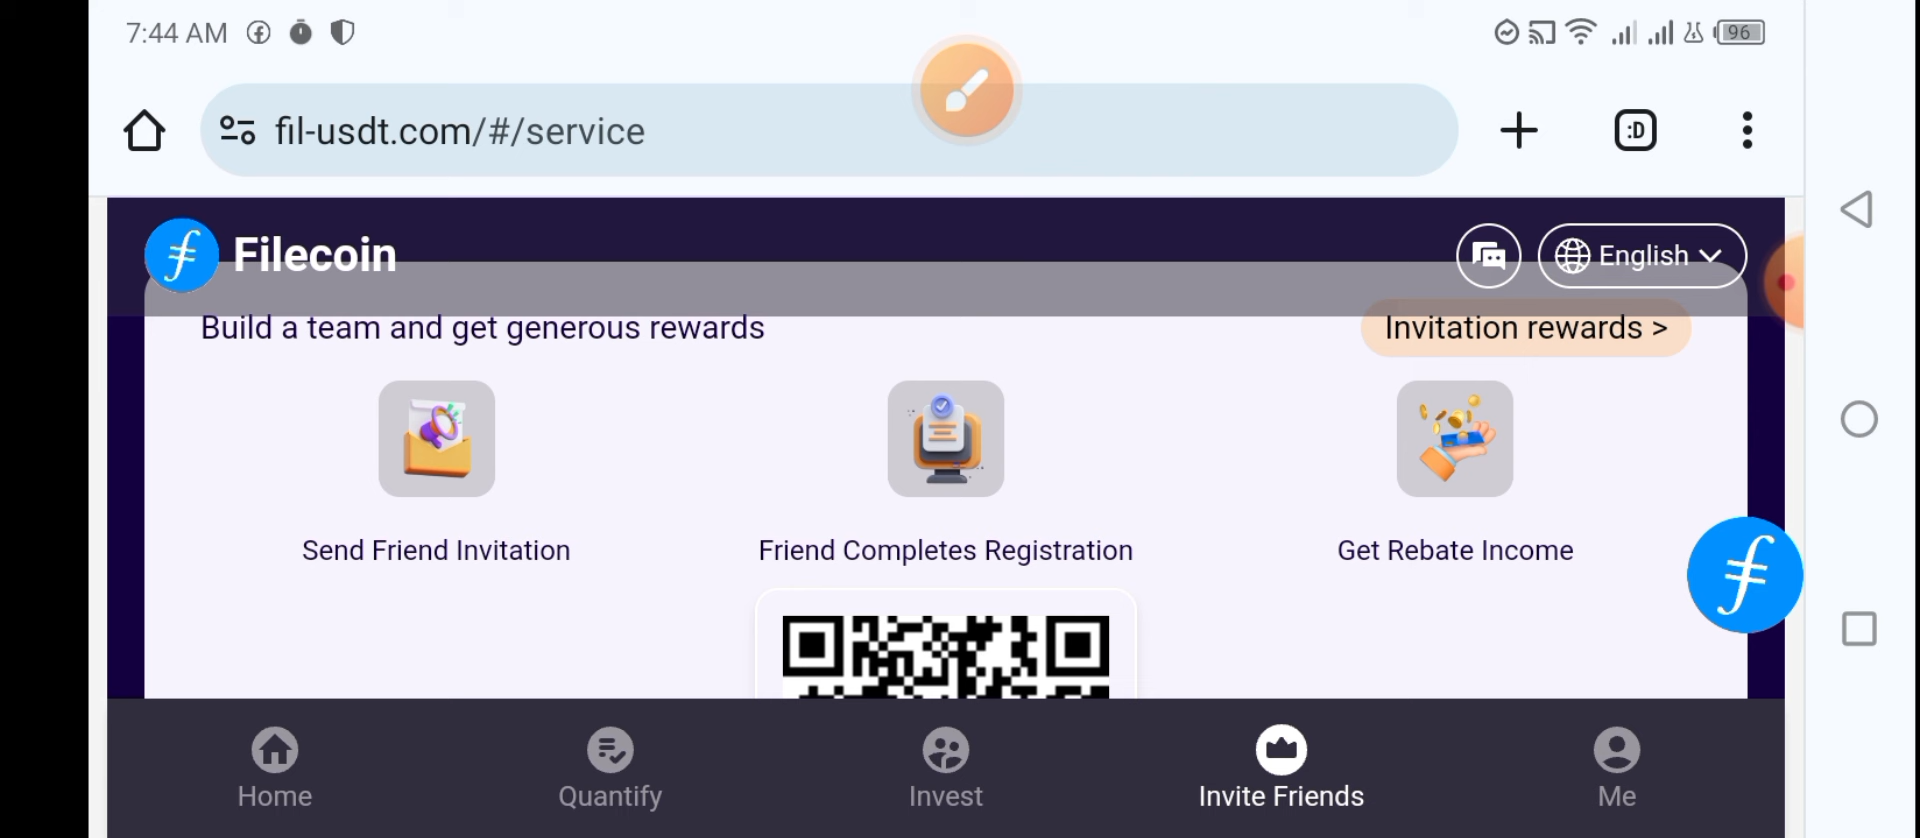 7:44 AM
96
fil-usdt.com/#/service
:D
Filecoin
English
Build a team and get generous rewards
Invitation rewards >
Send Friend Invitation
Friend Completes Registration
Get Rebate Income
Home
Quantify
Invest
Invite Friends
Me